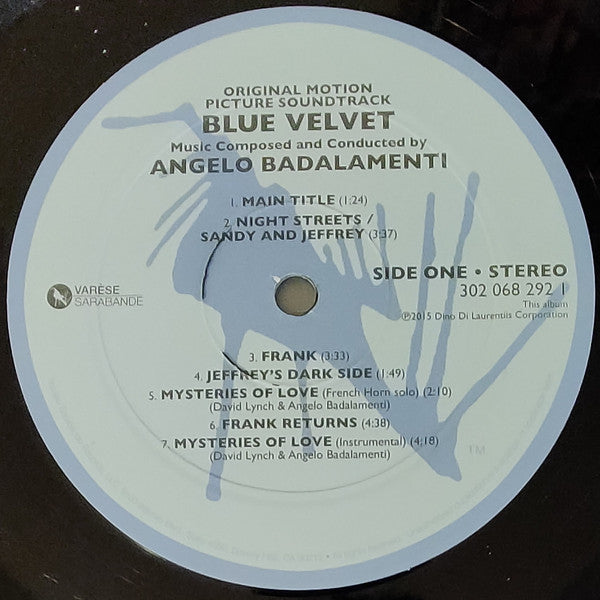 ORIGINAL MOTION
PICTURE SOUNDTRACK
BLUE VELVET
Music Composed and Conducted by
ANGELO BADALAMENTI
1. MAIN TITLE (1:24)
2. NIGHT STREETS /
SANDY AND JEFFREY (3:37)
VARÈSE
SARABANDE
SIDE ONE • STEREO
302 068 292 1
This album
℗2015 Dino Di Laurentiis Corporation
3. FRANK (3:33)
4. JEFFREY'S DARK SIDE (1:49)
5. MYSTERIES OF LOVE (French Horn solo) (2:10)
(David Lynch & Angelo Badalamenti)
6. FRANK RETURNS (4:38)
7. MYSTERIES OF LOVE (Instrumental) (4:18)
(David Lynch & Angelo Badalamenti)
TM